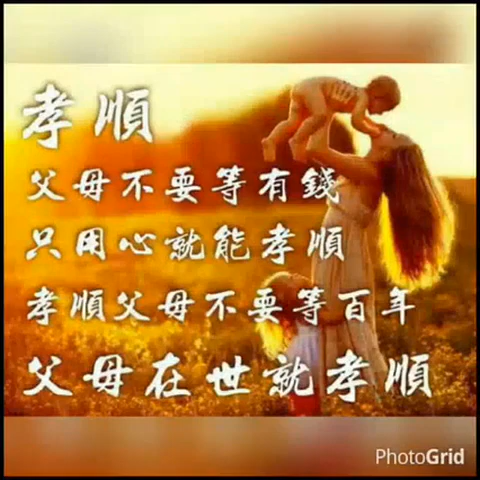 孝順
父母不要等有錢
只用心就能孝順
孝順父母不要等百年
父母在世就孝順
PhotoGrid